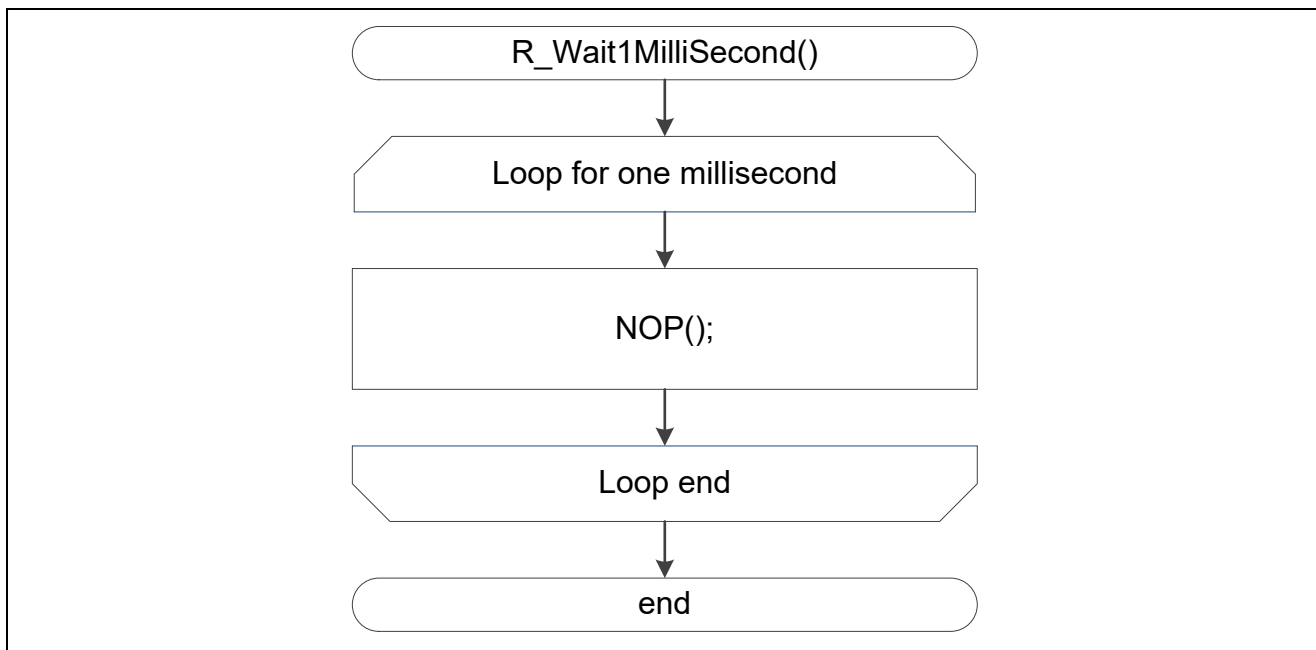 R_Wait1MilliSecond()
Loop for one millisecond
NOP();
Loop end
end